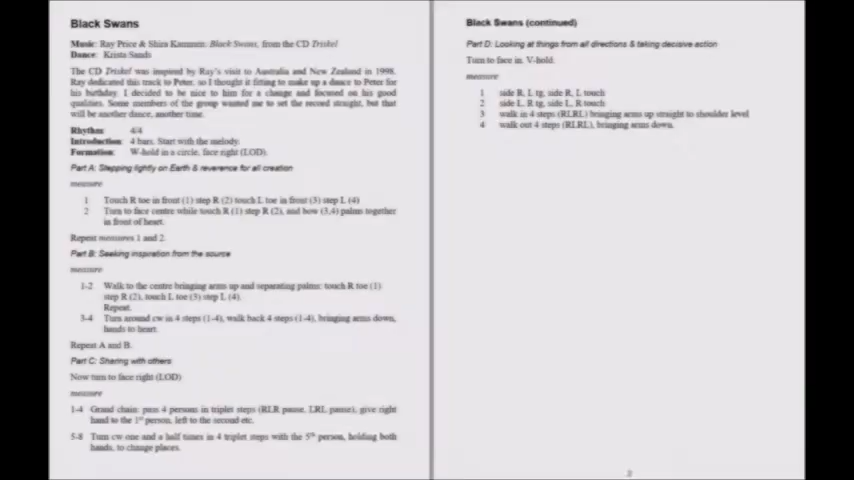 Black Swans
Music: Ray Price & Shira Kammen: Black Swans, from the CD Triskel
Dance: Krista Sands
The CD Triskel was inspired by Ray's visit to Australia and New Zealand in 1998.
Ray dedicated this track to Peter, so I thought it fitting to make up a dance to Peter for
his birthday. I decided to be nice to him for a change and focused on his good
qualities. Some members of the group wanted me to set the record straight, but that
will be another dance, another time.
Rhythm: 4/4
Introduction: 4 bars. Start with the melody.
Formation: W-hold in a circle, face right (LOD).
Part A: Stepping lightly on Earth & reverence for all creation
measure
1 Touch R toe in front (1) step R (2) touch L toe in front (3) step L (4)
2 Turn to face centre while touch R (1) step R (2), and bow (3,4) palms together
in front of heart.
Repeat measures 1 and 2.
Part B: Seeking inspiration from the source
measure
1-2 Walk to the centre bringing arms up and separating palms: touch R toe (1)
step R (2), touch L toe (3) step L (4).
Repeat.
3-4 Turn around cw in 4 steps (1-4), walk back 4 steps (1-4), bringing arms down,
hands to heart.
Repeat A and B.
Part C: Sharing with others
Now turn to face right (LOD)
measure
1-4 Grand chain: pass 4 persons in triplet steps (RLR pause, LRL pause), give right
hand to the 1st person, left to the second etc.
5-8 Turn cw one and a half times in 4 triplet steps with the 5th person, holding both
hands, to change places.
Black Swans (continued)
Part D: Looking at things from all directions & taking decisive action
Turn to face in. V-hold.
measure
1 side R, L tg, side R, L touch
2 side L, R tg, side L, R touch
3 walk in 4 steps (RLRL) bringing arms up straight to shoulder level
4 walk out 4 steps (RLRL), bringing arms down.